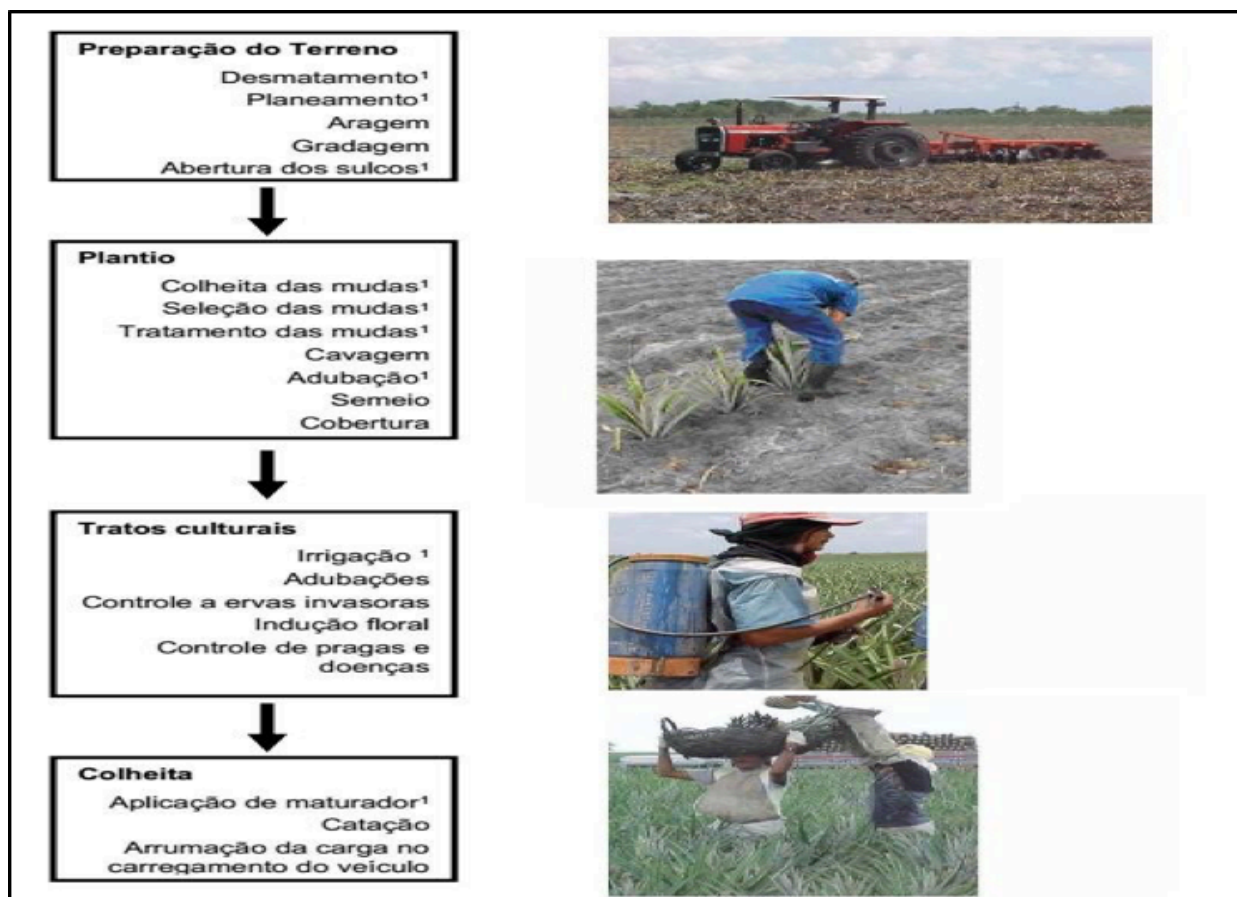 Preparação do Terreno
Desmatamento¹
Planeamento¹
Aragem
Gradagem
Abertura dos sulcos¹
Plantio
Colheita das mudas¹
Seleção das mudas¹
Tratamento das mudas¹
Cavagem
Adubação¹
Semeio
Cobertura
Tratos culturais
Irrigação ¹
Adubações
Controle a ervas invasoras
Indução floral
Controle de pragas e
doenças
Colheita
Aplicação de maturador¹
Catação
Arrumação da carga no
carregamento do veículo